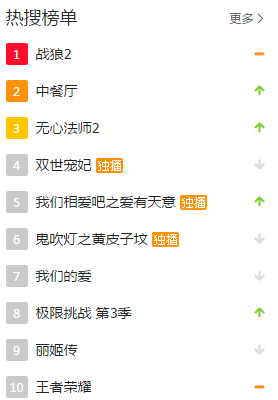 热搜榜单 更多
1 战狼2
2 中餐厅
3 无心法师2
4 双世宠妃 独播
5 我们相爱吧之爱有天意 独播
6 鬼吹灯之黄皮子坟 独播
7 我们的爱
8 极限挑战 第3季
9 丽姬传
10 王者荣耀